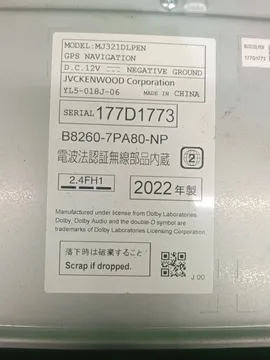 MODEL: MJ321DLPEN
GPS NAVIGATION
D.C.12V NEGATIVE GROUND
JVCKENWOOD Corporation
YL5-018J-06 MADE IN CHINA
SERIAL 177D1773
B8260-7PA80-NP
電波法認証無線部品内蔵 2
2.4FH1
2022年製
Manufactured under license from Dolby Laboratories.
Dolby, Dolby Audio and the double-D symbol are
trademarks of Dolby Laboratories Licensing Corporation.
落下時は破棄すること
Scrap if dropped.
J 00
177D1773